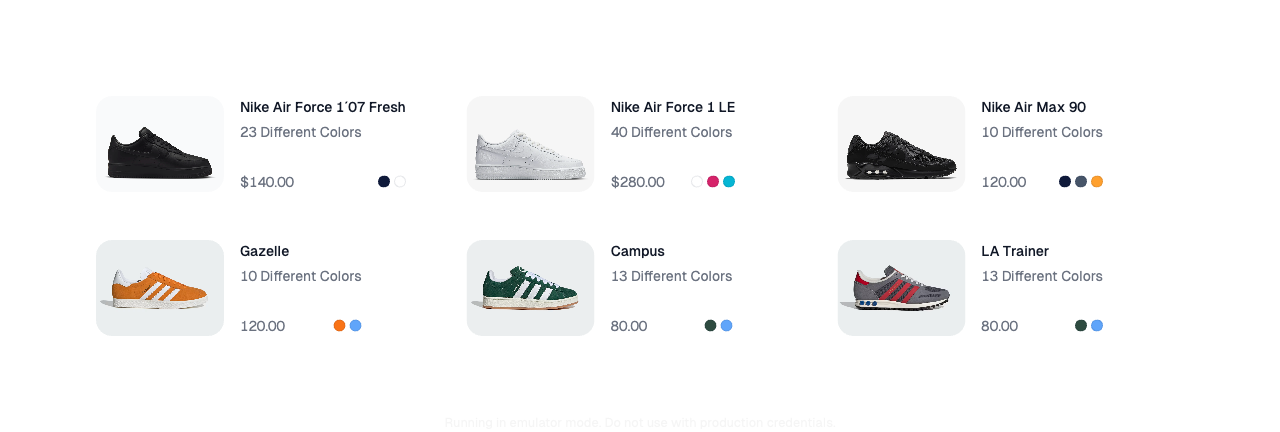 Nike Air Force 1´07 Fresh
23 Different Colors
$140.00
Nike Air Force 1 LE
40 Different Colors
$280.00
Nike Air Max 90
10 Different Colors
120.00
Gazelle
10 Different Colors
120.00
Campus
13 Different Colors
80.00
LA Trainer
13 Different Colors
80.00
Running in emulator mode. Do not use with production credentials.